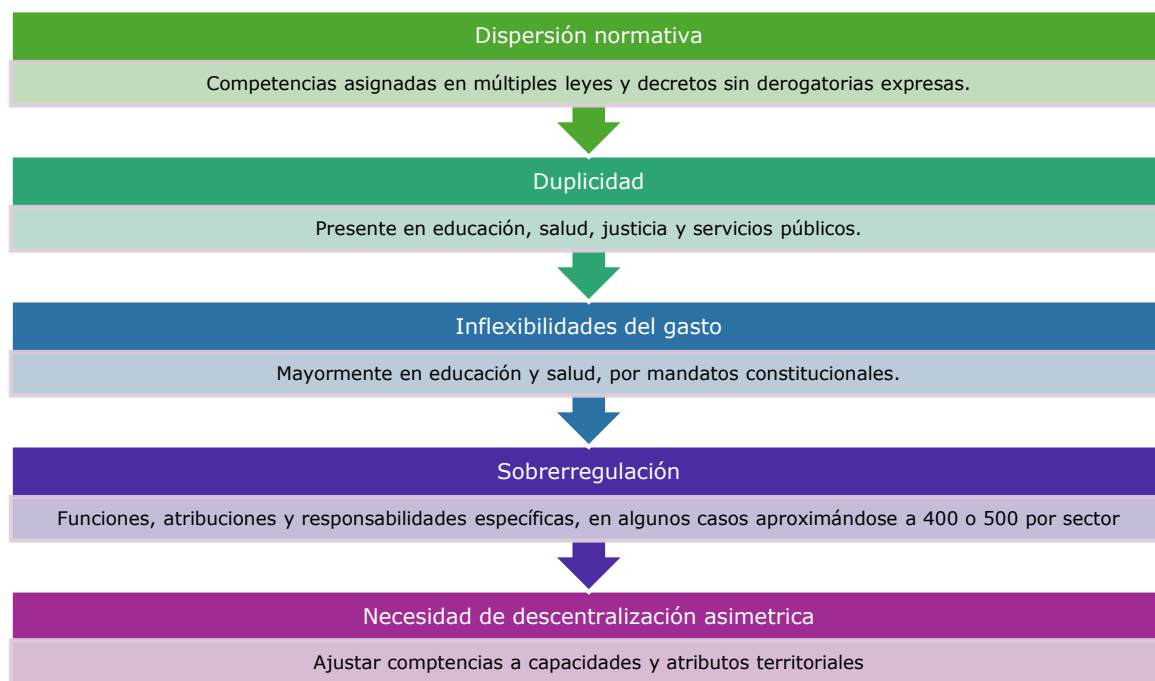 Dispersión normativa
Competencias asignadas en múltiples leyes y decretos sin derogatorias expresas.
Duplicidad
Presente en educación, salud, justicia y servicios públicos.
Inflexibilidades del gasto
Mayormente en educación y salud, por mandatos constitucionales.
Sobrerregulación
Funciones, atribuciones y responsabilidades específicas, en algunos casos aproximándose a 400 o 500 por sector
Necesidad de descentralización asimetrica
Ajustar comptencias a capacidades y atributos territoriales